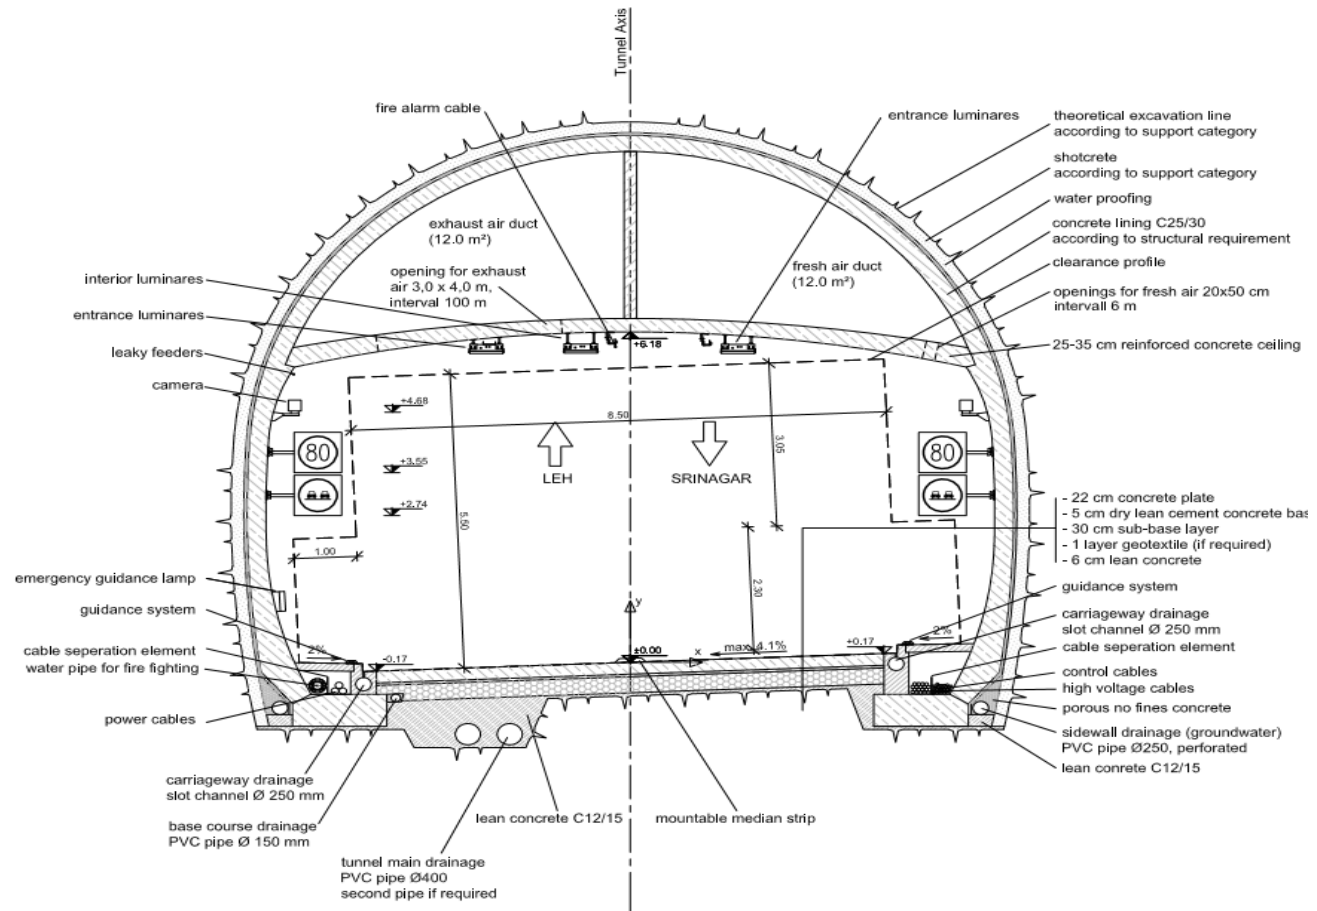 Tunnel Axis
fire alarm cable
entrance luminares
theoretical excavation line
according to support category
shotcrete
according to support category
water proofing
concrete lining C25/30
according to structural requirement
clearance profile
openings for fresh air 20x50 cm
intervall 6 m
25-35 cm reinforced concrete ceiling
exhaust air duct
(12.0 m²)
opening for exhaust
air 3,0 x 4,0 m,
interval 100 m
fresh air duct
(12.0 m²)
interior luminares
entrance luminares
leaky feeders
camera
+6.18
+4.68
8.50
3.05
80
80
LEH
SRINAGAR
+3.55
+2.74
5.50
1.00
2.30
- 22 cm concrete plate
- 5 cm dry lean cement concrete bas
- 30 cm sub-base layer
- 1 layer geotextile (if required)
- 6 cm lean concrete
emergency guidance lamp
guidance system
cable seperation element
water pipe for fire fighting
power cables
y
x
±0.00
max. 4.1%
+0.17
-0.17
2%
2%
guidance system
carriageway drainage
slot channel Ø 250 mm
cable seperation element
control cables
high voltage cables
porous no fines concrete
sidewall drainage (groundwater)
PVC pipe Ø250, perforated
lean conrete C12/15
carriageway drainage
slot channel Ø 250 mm
base course drainage
PVC pipe Ø 150 mm
tunnel main drainage
PVC pipe Ø400
second pipe if required
lean concrete C12/15
mountable median strip